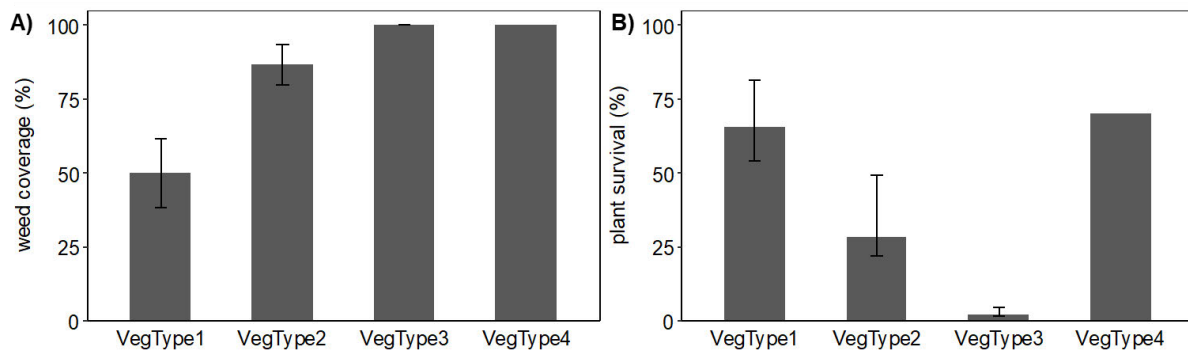 A)
weed coverage (%)
100
75
50
25
0
VegType1 VegType2 VegType3 VegType4
B)
plant survival (%)
100
75
50
25
0
VegType1 VegType2 VegType3 VegType4